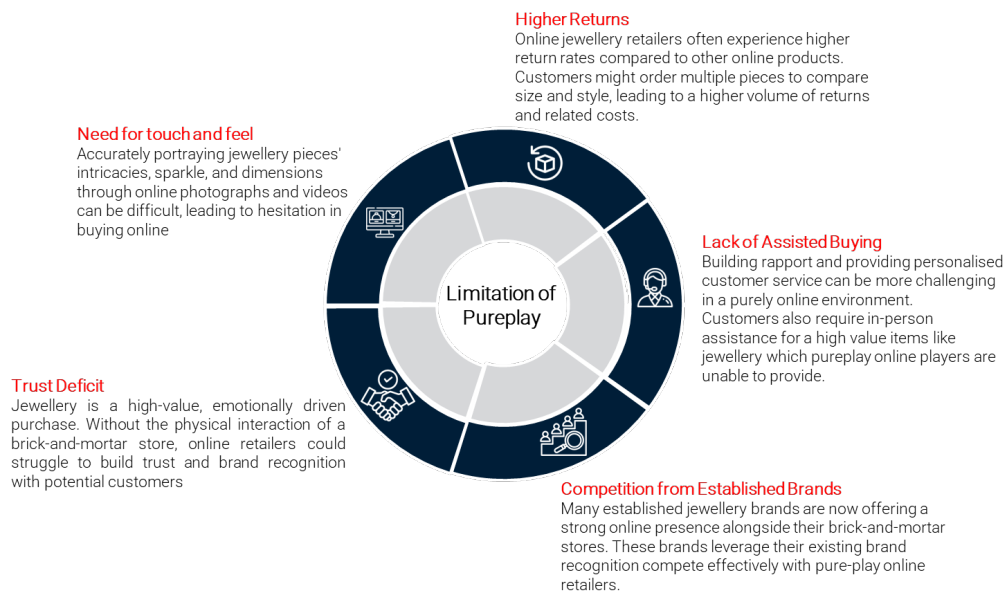 Higher Returns
Online jewellery retailers often experience higher
return rates compared to other online products.
Customers might order multiple pieces to compare
size and style, leading to a higher volume of returns
and related costs.
Need for touch and feel
Accurately portraying jewellery pieces'
intricacies, sparkle, and dimensions
through online photographs and videos
can be difficult, leading to hesitation in
buying online
Lack of Assisted Buying
Building rapport and providing personalised
customer service can be more challenging
in a purely online environment.
Customers also require in-person
assistance for a high value items like
jewellery which pureplay online players are
unable to provide.
Limitation of
Pureplay
Trust Deficit
Jewellery is a high-value, emotionally driven
purchase. Without the physical interaction of a
brick-and-mortar store, online retailers could
struggle to build trust and brand recognition
with potential customers
Competition from Established Brands
Many established jewellery brands are now offering a
strong online presence alongside their brick-and-mortar
stores. These brands leverage their existing brand
recognition compete effectively with pure-play online
retailers.